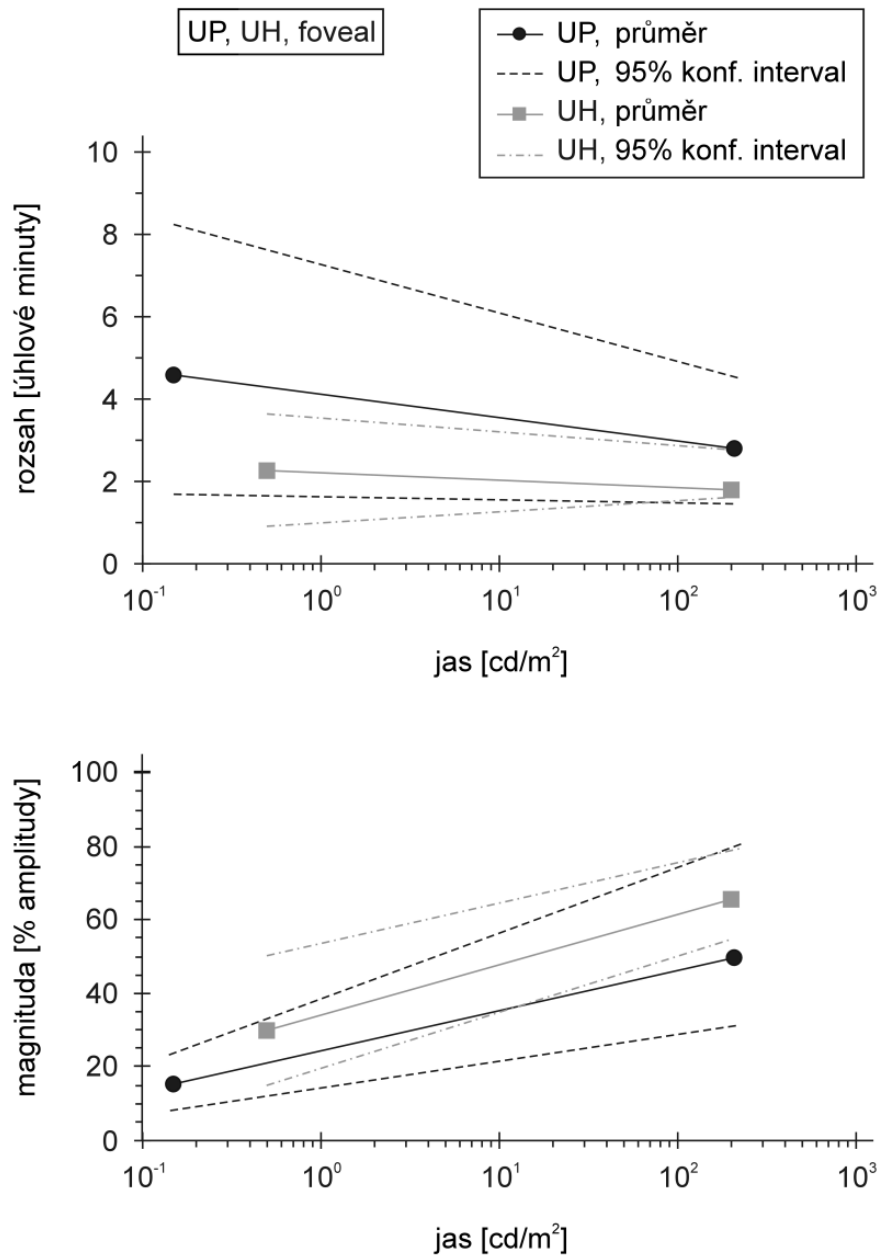 UP, UH, foveal
UP, průměr
UP, 95% konf. interval
UH, průměr
UH, 95% konf. interval
rozsah [úhlové minuty]
10
8
6
4
2
0
10⁻¹ 10⁰ 10¹ 10² 10³
jas [cd/m²]
magnituda [% amplitudy]
100
80
60
40
20
0
10⁻¹ 10⁰ 10¹ 10² 10³
jas [cd/m²]